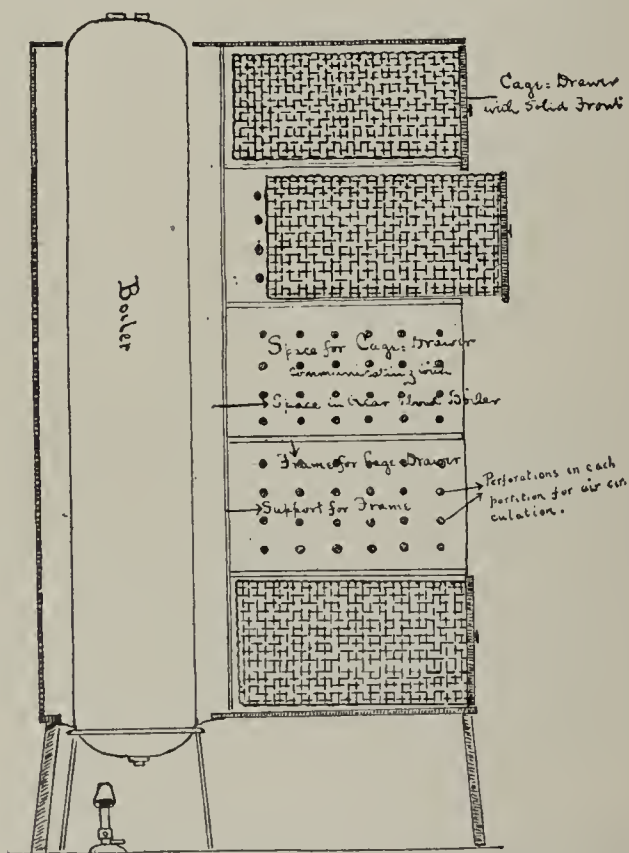 Cage-Drawer
with Solid Front
Boiler
Space for Cage-Drawer
Communicating with
Space in Rear Around Boiler
Frame for Cage-Drawer
Support for Frame
Perforations in each
partition for air cir
culation.